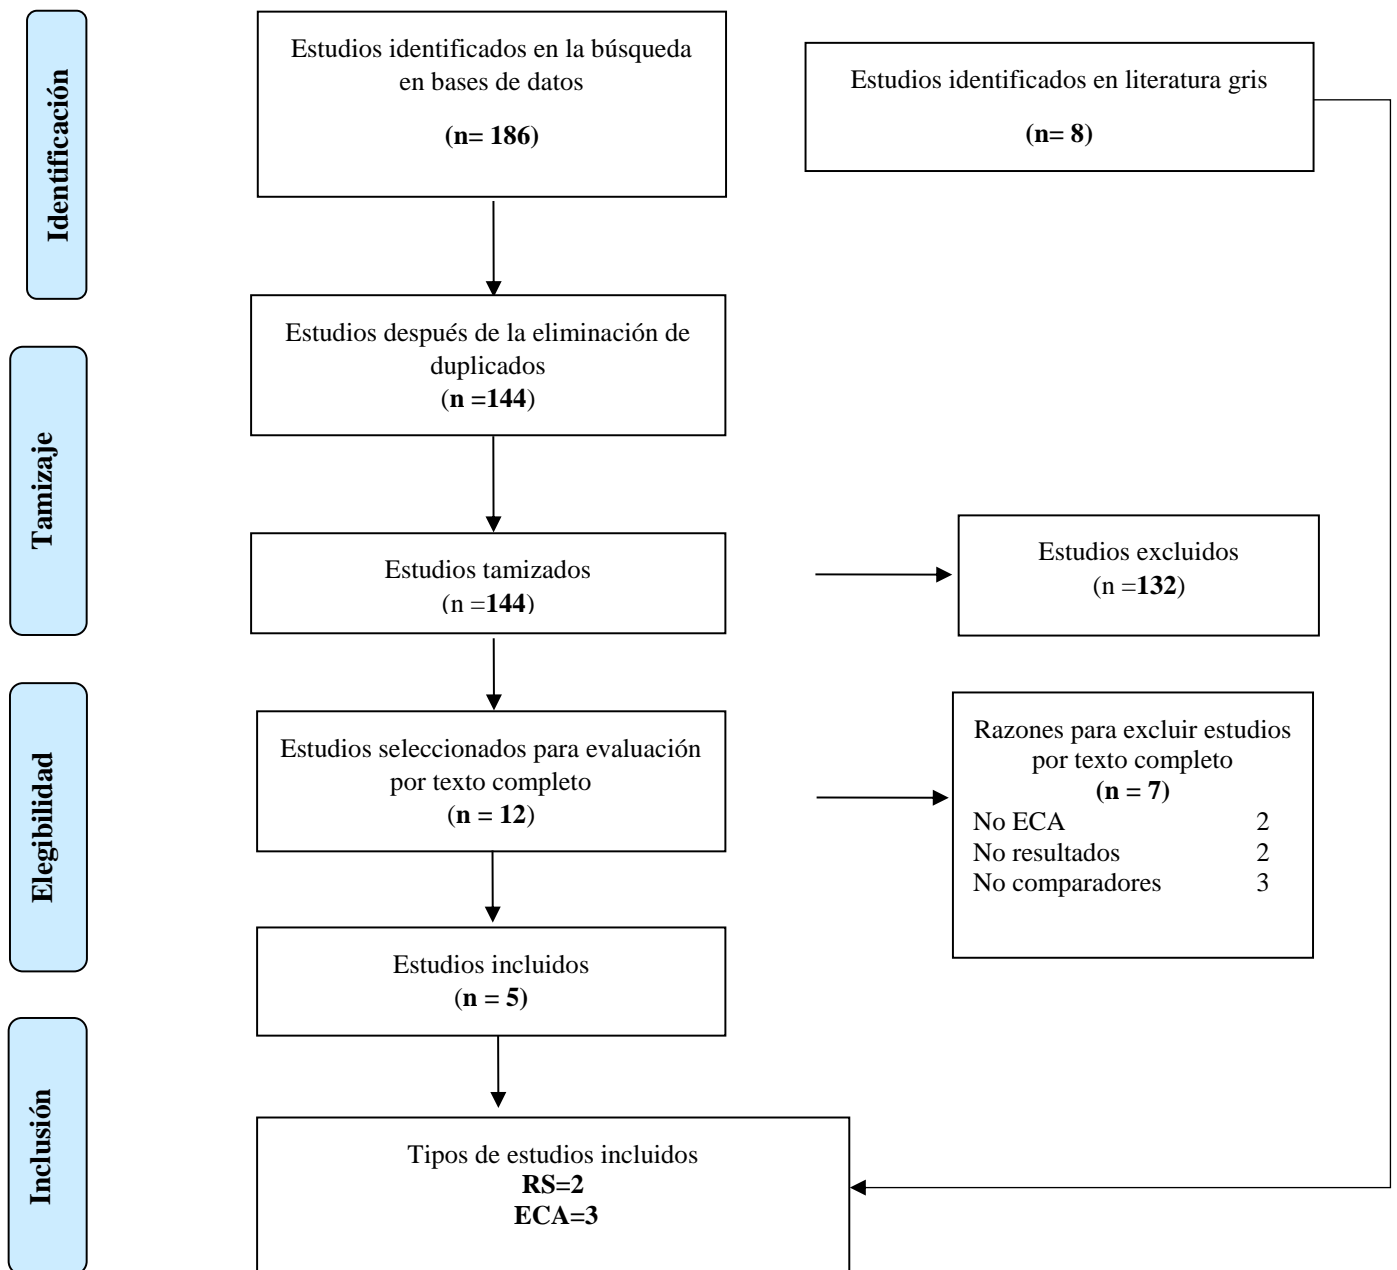 Identificación
Estudios identificados en la búsqueda
en bases de datos
(n= 186)
Estudios identificados en literatura gris
(n= 8)
Tamizaje
Estudios después de la eliminación de
duplicados
(n =144)
Estudios tamizados
(n =144)
Estudios excluidos
(n =132)
Elegibilidad
Estudios seleccionados para evaluación
por texto completo
(n = 12)
Razones para excluir estudios
por texto completo
(n = 7)
No ECA 2
No resultados 2
No comparadores 3
Estudios incluidos
(n = 5)
Inclusión
Tipos de estudios incluidos
RS=2
ECA=3